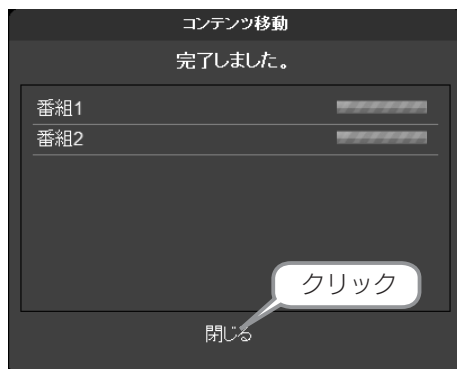 コンテンツ移動
完了しました。
番組1
番組2
クリック
閉じる